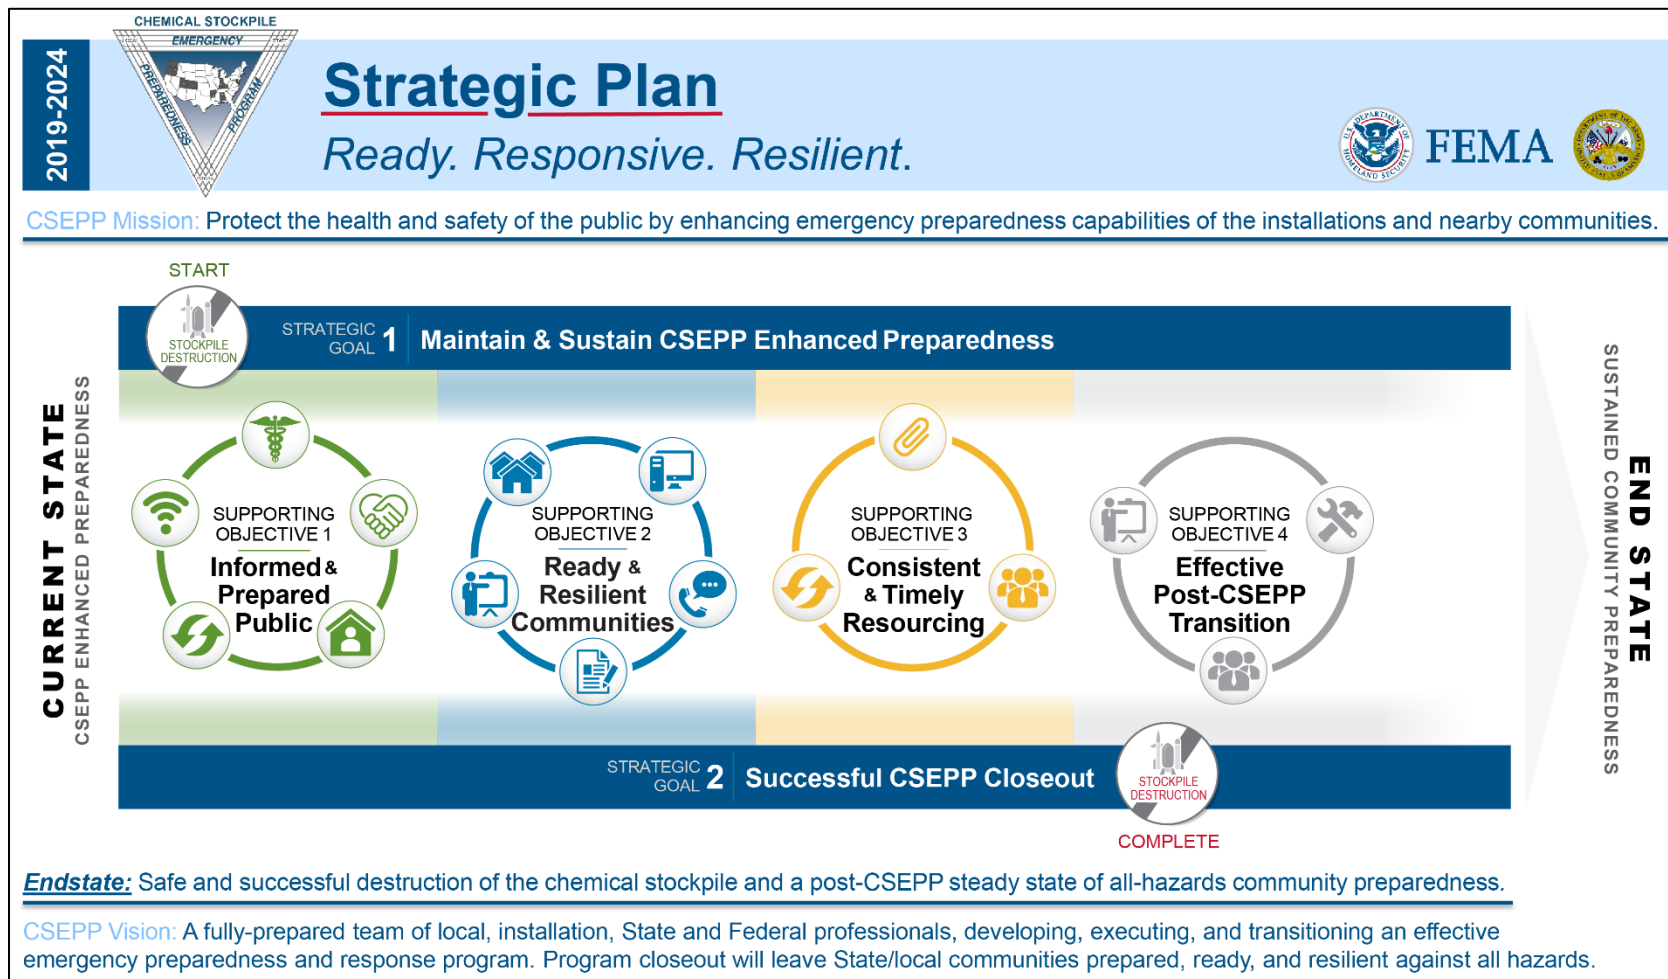 CHEMICAL STOCKPILE
EMERGENCY
PREPAREDNESS
PROGRAM
2019-2024
Strategic Plan
Ready. Responsive. Resilient.
U.S. DEPARTMENT OF
HOMELAND SECURITY
FEMA
CSEPP Mission: Protect the health and safety of the public by enhancing emergency preparedness capabilities of the installations and nearby communities.
START
STOCKPILE
DESTRUCTION
STRATEGIC
GOAL 1
Maintain & Sustain CSEPP Enhanced Preparedness
CURRENT STATE
CSEPP ENHANCED PREPAREDNESS
SUPPORTING
OBJECTIVE 1
Informed &
Prepared
Public
SUPPORTING
OBJECTIVE 2
Ready &
Resilient
Communities
SUPPORTING
OBJECTIVE 3
Consistent
& Timely
Resourcing
SUPPORTING
OBJECTIVE 4
Effective
Post-CSEPP
Transition
SUSTAINED COMMUNITY PREPAREDNESS
END STATE
STRATEGIC
GOAL 2
Successful CSEPP Closeout
STOCKPILE
DESTRUCTION
COMPLETE
Endstate: Safe and successful destruction of the chemical stockpile and a post-CSEPP steady state of all-hazards community preparedness.
CSEPP Vision: A fully-prepared team of local, installation, State and Federal professionals, developing, executing, and transitioning an effective
emergency preparedness and response program. Program closeout will leave State/local communities prepared, ready, and resilient against all hazards.